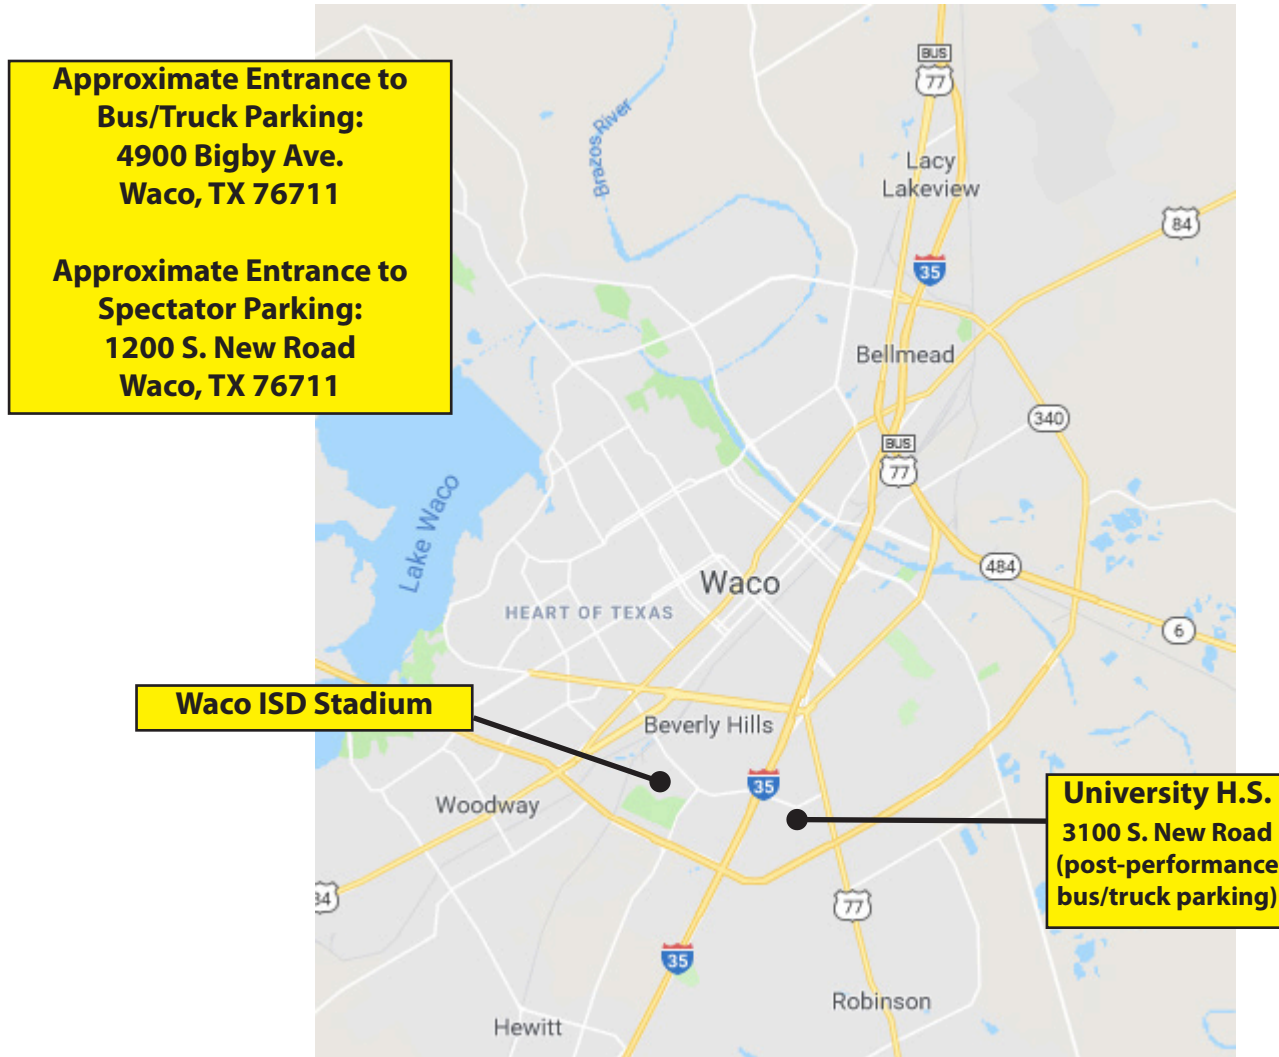 Approximate Entrance to
Bus/Truck Parking:
4900 Bigby Ave.
Waco, TX 76711
Approximate Entrance to
Spectator Parking:
1200 S. New Road
Waco, TX 76711
BUS
77
Brazos River
Lacy
Lakeview
84
35
Bellmead
340
BUS
77
Lake Waco
484
Waco
HEART OF TEXAS
6
Waco ISD Stadium
Beverly Hills
35
University H.S.
3100 S. New Road
(post-performance
bus/truck parking)
Woodway
84
77
35
Robinson
Hewitt